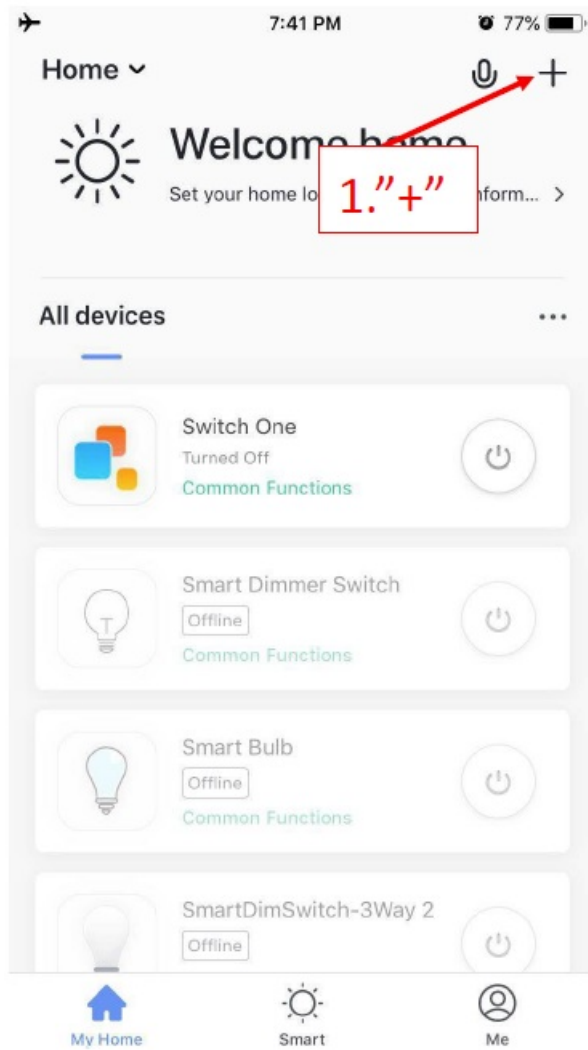 7:41 PM
77%
Home
Welcome home
1."+"
Set your home lo nform...
All devices
Switch One
Turned Off
Common Functions
Smart Dimmer Switch
Offline
Common Functions
T
Smart Bulb
Offline
Common Functions
SmartDimSwitch-3Way 2
Offline
My Home
Smart
Me